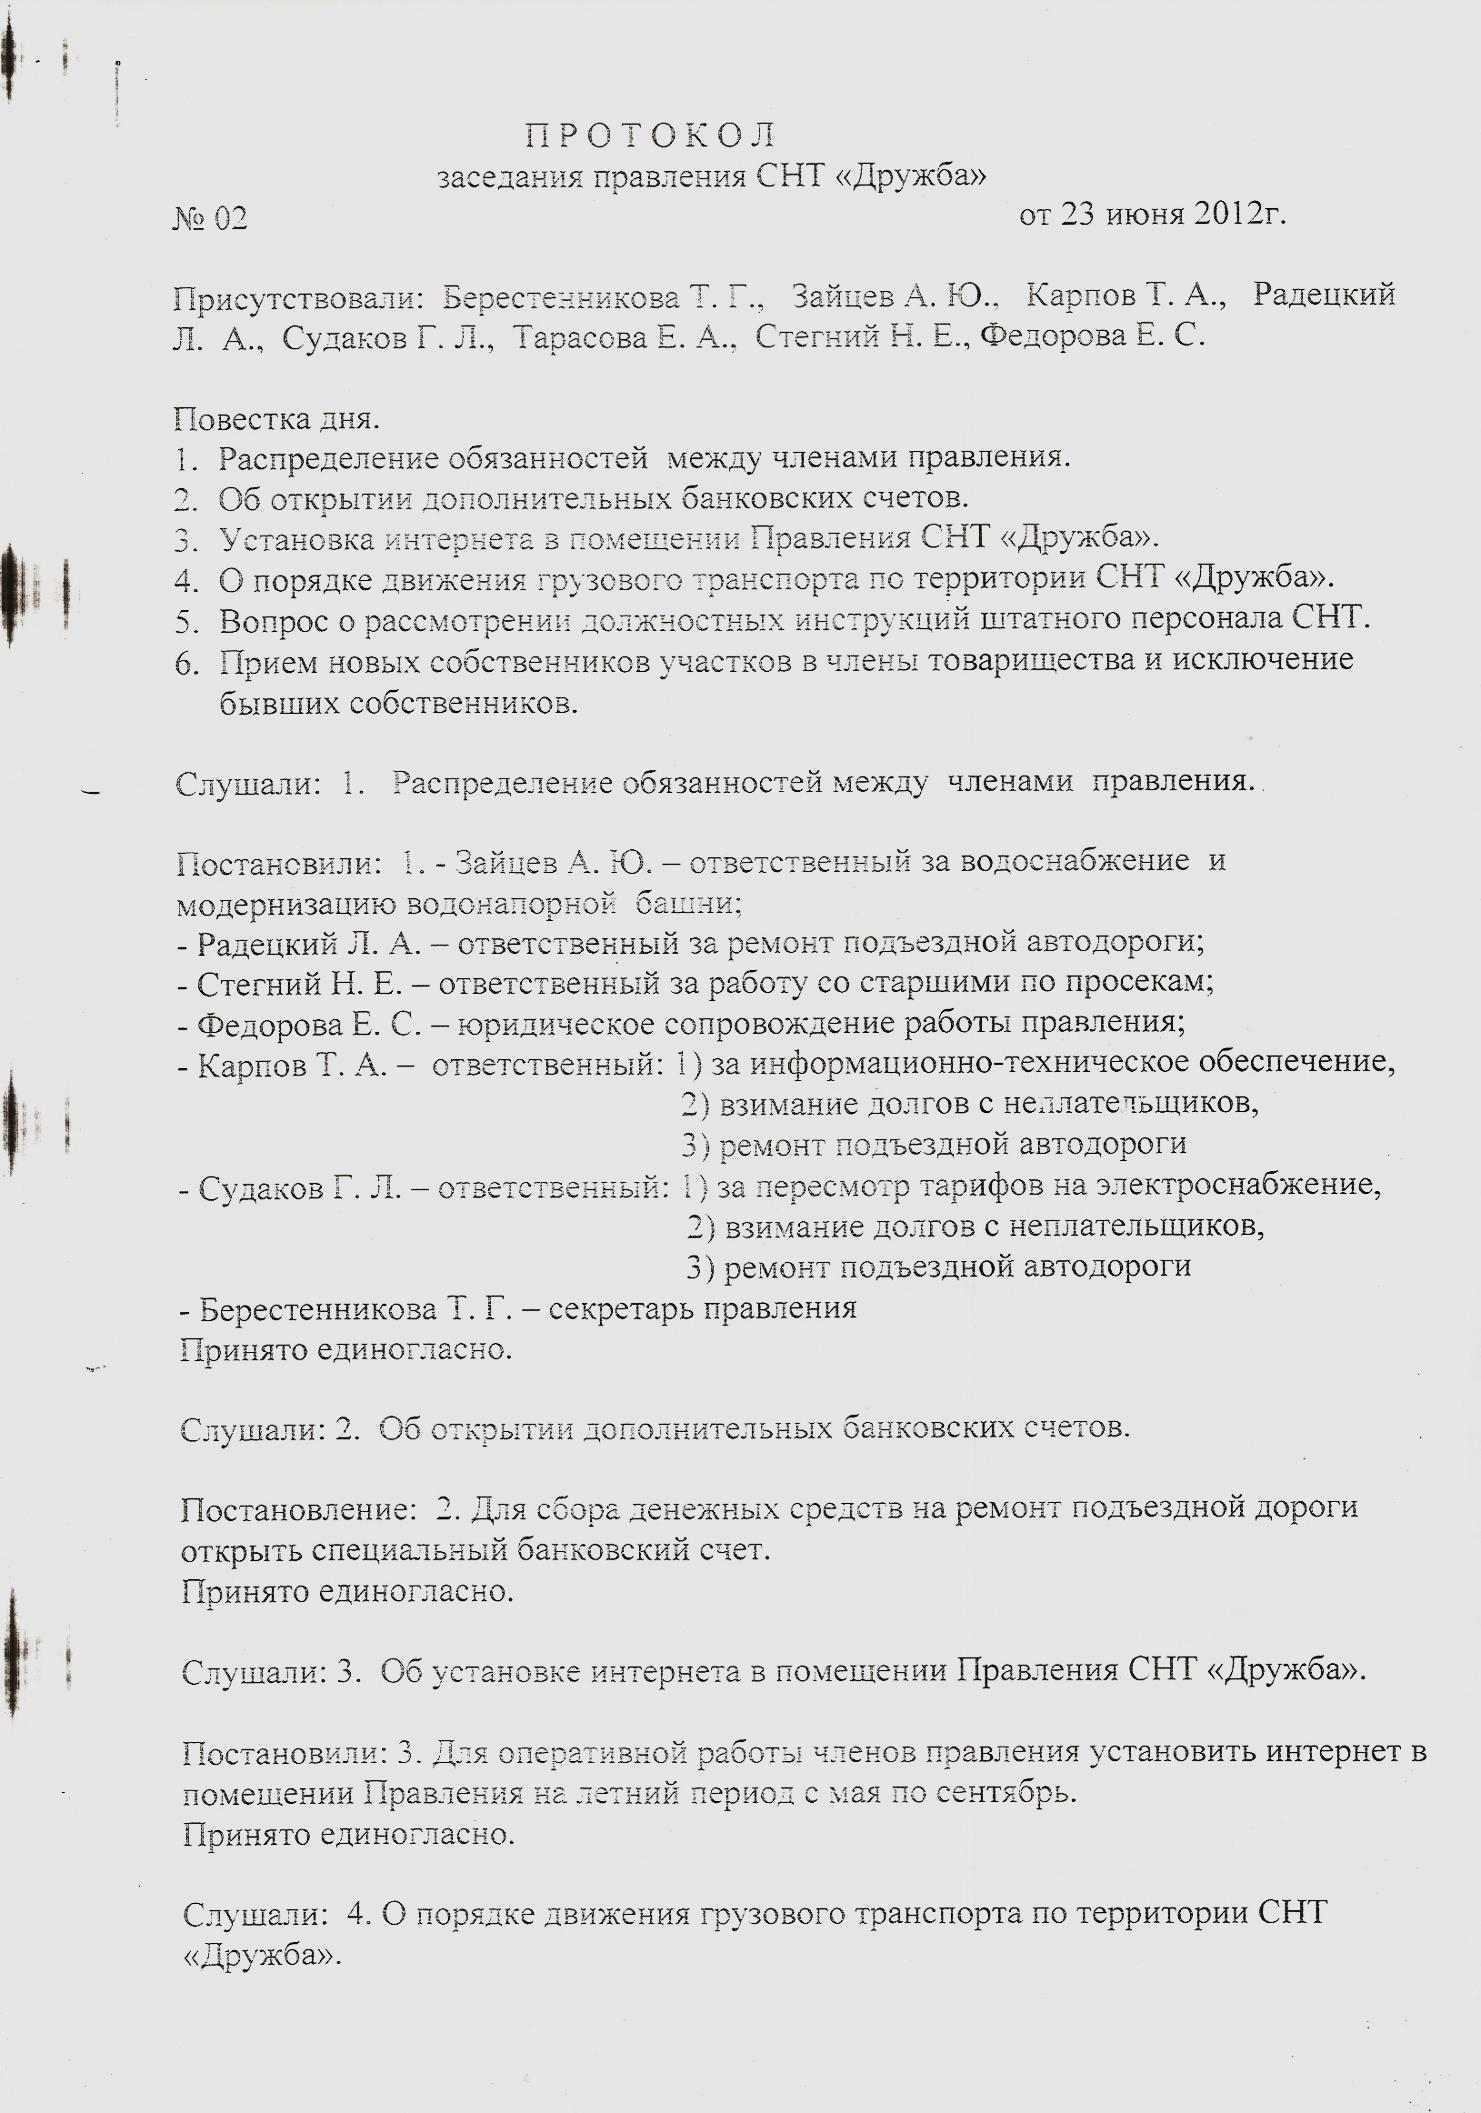 П Р О Т О К О Л
заседания правления СНТ «Дружба»
№ 02 от 23 июня 2012г.
Присутствовали: Берестенникова Т. Г., Зайцев А. Ю., Карпов Т. А., Радецкий
Л. А., Судаков Г. Л., Тарасова Е. А., Стегний Н. Е., Федорова Е. С.
Повестка дня.
1. Распределение обязанностей между членами правления.
2. Об открытии дополнительных банковских счетов.
3. Установка интернета в помещении Правления СНТ «Дружба».
4. О порядке движения грузового транспорта по территории СНТ «Дружба».
5. Вопрос о рассмотрении должностных инструкций штатного персонала СНТ.
6. Прием новых собственников участков в члены товарищества и исключение
бывших собственников.
Слушали: 1. Распределение обязанностей между членами правления.
Постановили: 1. - Зайцев А. Ю. – ответственный за водоснабжение и
модернизацию водонапорной башни;
- Радецкий Л. А. – ответственный за ремонт подъездной автодороги;
- Стегний Н. Е. – ответственный за работу со старшими по просекам;
- Федорова Е. С. – юридическое сопровождение работы правления;
- Карпов Т. А. – ответственный: 1) за информационно-техническое обеспечение,
2) взимание долгов с неплательщиков,
3) ремонт подъездной автодороги
- Судаков Г. Л. – ответственный: 1) за пересмотр тарифов на электроснабжение,
2) взимание долгов с неплательщиков,
3) ремонт подъездной автодороги
- Берестенникова Т. Г. – секретарь правления
Принято единогласно.
Слушали: 2. Об открытии дополнительных банковских счетов.
Постановление: 2. Для сбора денежных средств на ремонт подъездной дороги
открыть специальный банковский счет.
Принято единогласно.
Слушали: 3. Об установке интернета в помещении Правления СНТ «Дружба».
Постановили: 3. Для оперативной работы членов правления установить интернет в
помещении Правления на летний период с мая по сентябрь.
Принято единогласно.
Слушали: 4. О порядке движения грузового транспорта по территории СНТ
«Дружба».